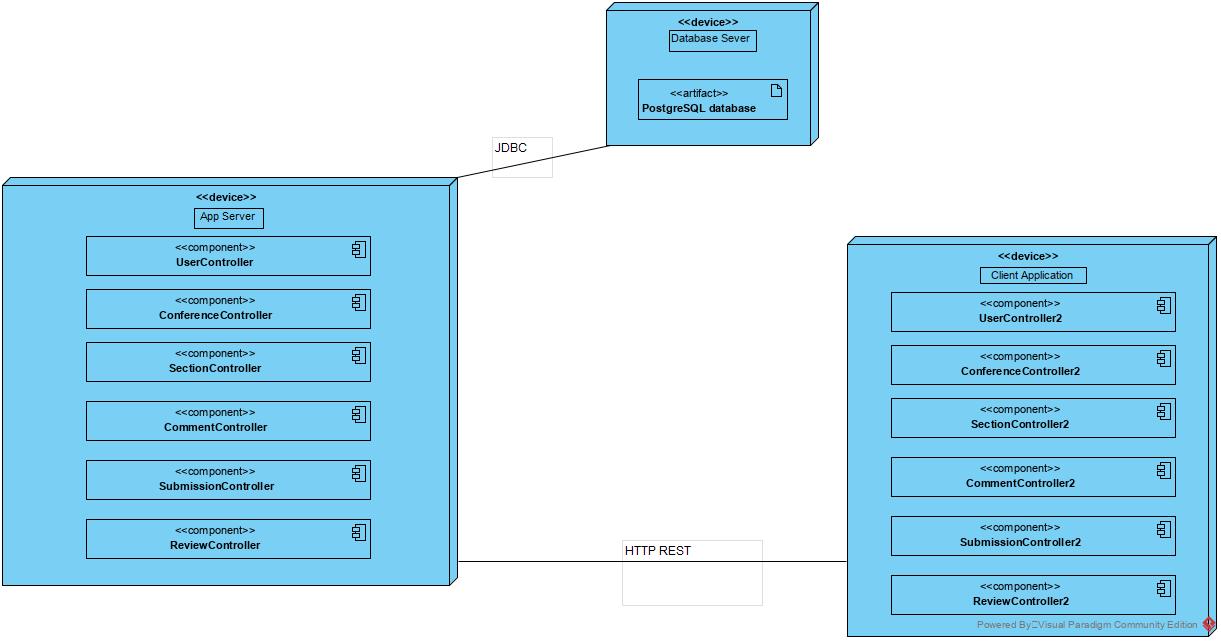 <<device>>
Database Sever
<<artifact>>
PostgreSQL database
JDBC
<<device>>
App Server
<<component>>
UserController
<<component>>
ConferenceController
<<component>>
SectionController
<<component>>
CommentController
<<component>>
SubmissionController
<<component>>
ReviewController
HTTP REST
<<device>>
Client Application
<<component>>
UserController2
<<component>>
ConferenceController2
<<component>>
SectionController2
<<component>>
CommentController2
<<component>>
SubmissionController2
<<component>>
ReviewController2
Powered By Visual Paradigm Community Edition